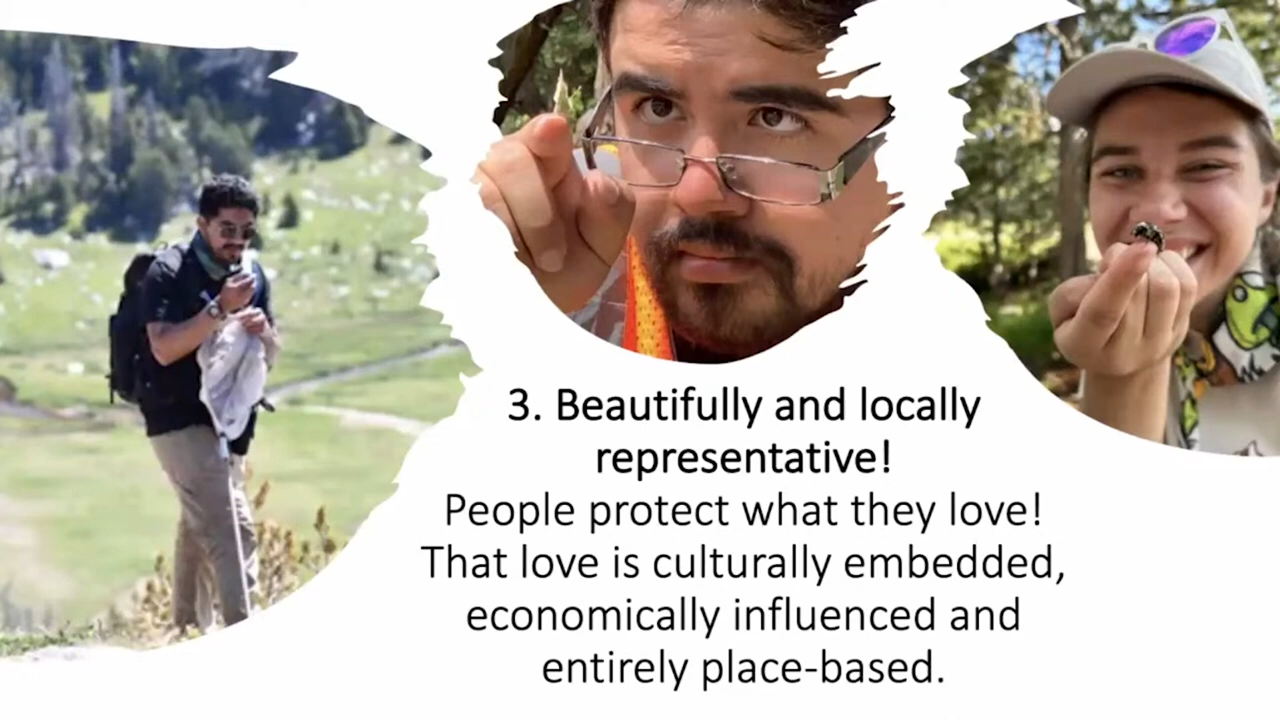 3. Beautifully and locally
representative!
People protect what they love!
That love is culturally embedded,
economically influenced and
entirely place-based.